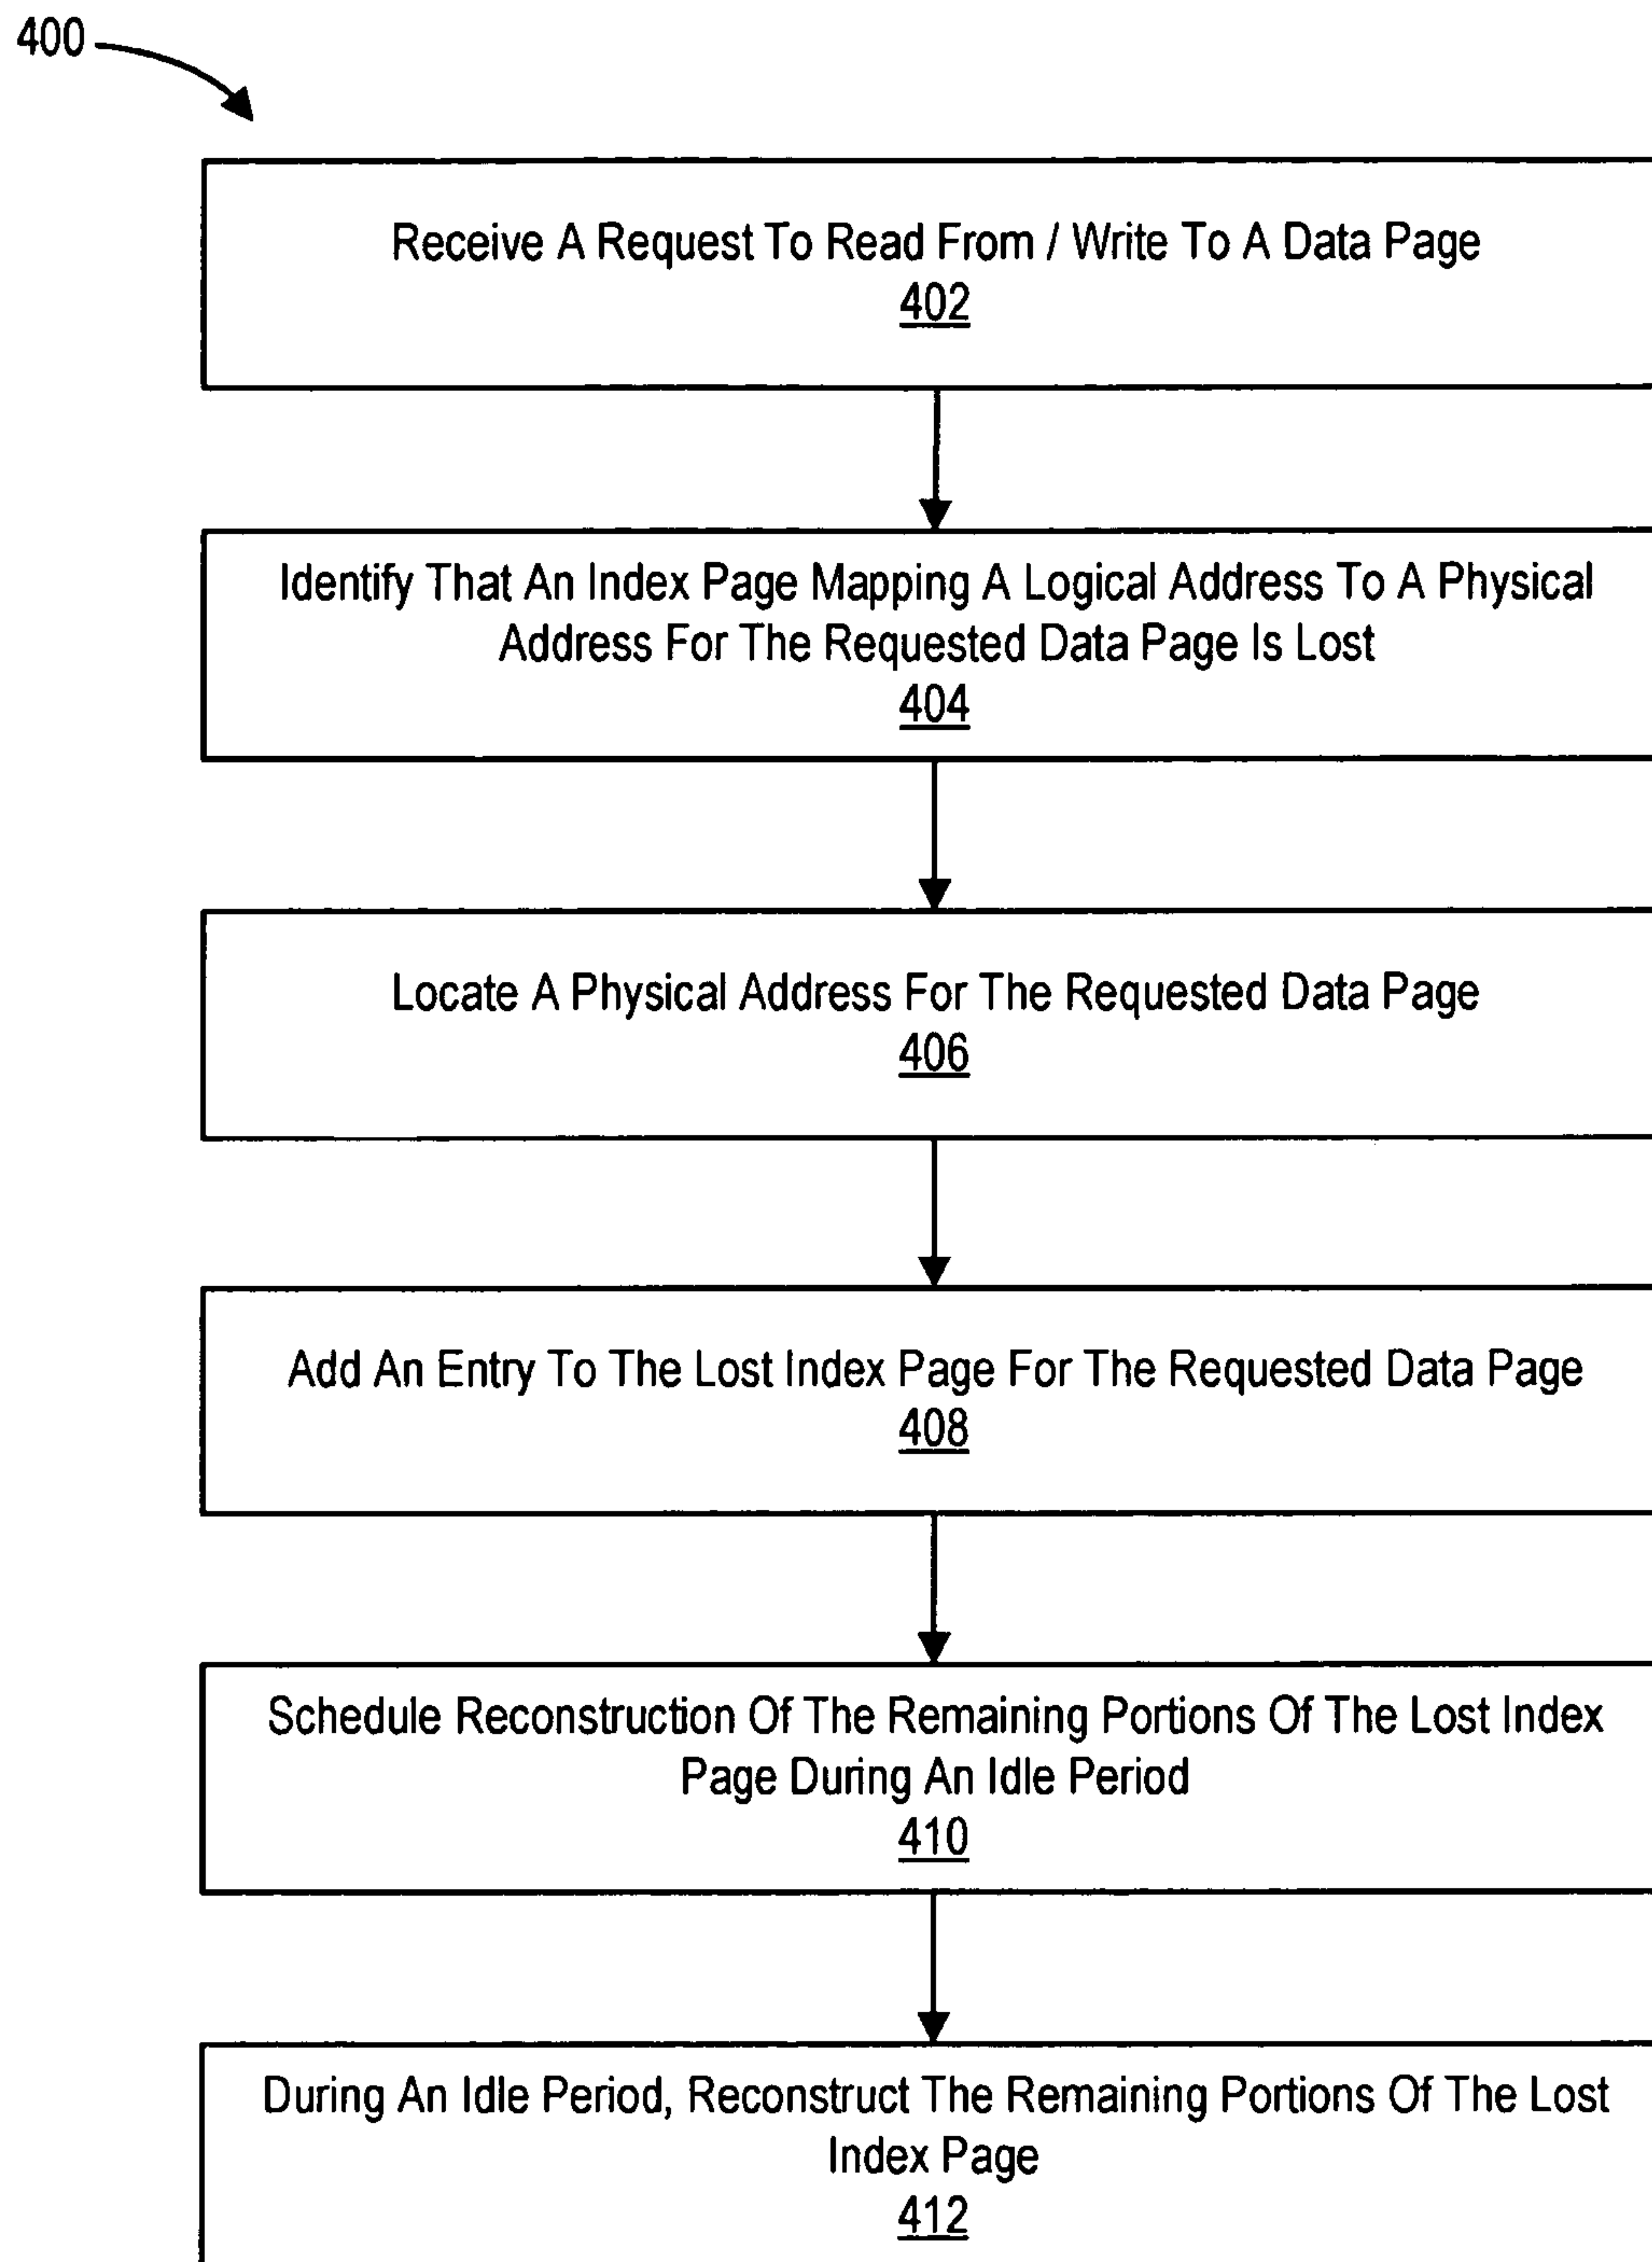 400
Receive A Request To Read From / Write To A Data Page
402
Identify That An Index Page Mapping A Logical Address To A Physical
Address For The Requested Data Page Is Lost
404
Locate A Physical Address For The Requested Data Page
406
Add An Entry To The Lost Index Page For The Requested Data Page
408
Schedule Reconstruction Of The Remaining Portions Of The Lost Index
Page During An Idle Period
410
During An Idle Period, Reconstruct The Remaining Portions Of The Lost
Index Page
412